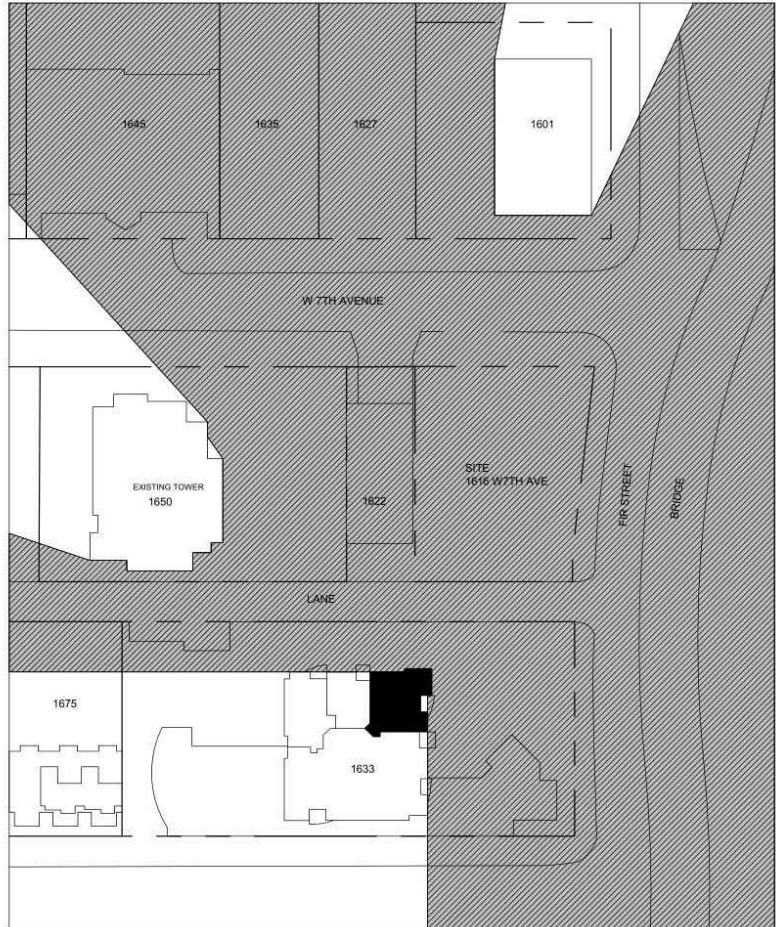 1645
1635
1627
1601
W 7TH AVENUE
EXISTING TOWER
1650
1622
SITE
1616 W7TH AVE
FIR STREET
BRIDGE
LANE
1675
1633